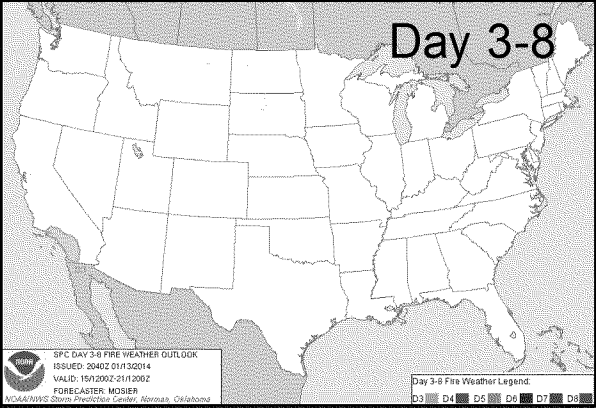 Day 3-8
NOAA
SPC DAY 3-8 FIRE WEATHER OUTLOOK
ISSUED: 2040Z 01/13/2014
VALID: 15/1200Z-21/1200Z
FORECASTER: MOSIER
NOAA/NWS Storm Prediction Center, Norman, Oklahoma
Day 3-8 Fire Weather Legend:
D3 D4 D5 D6 D7 D8